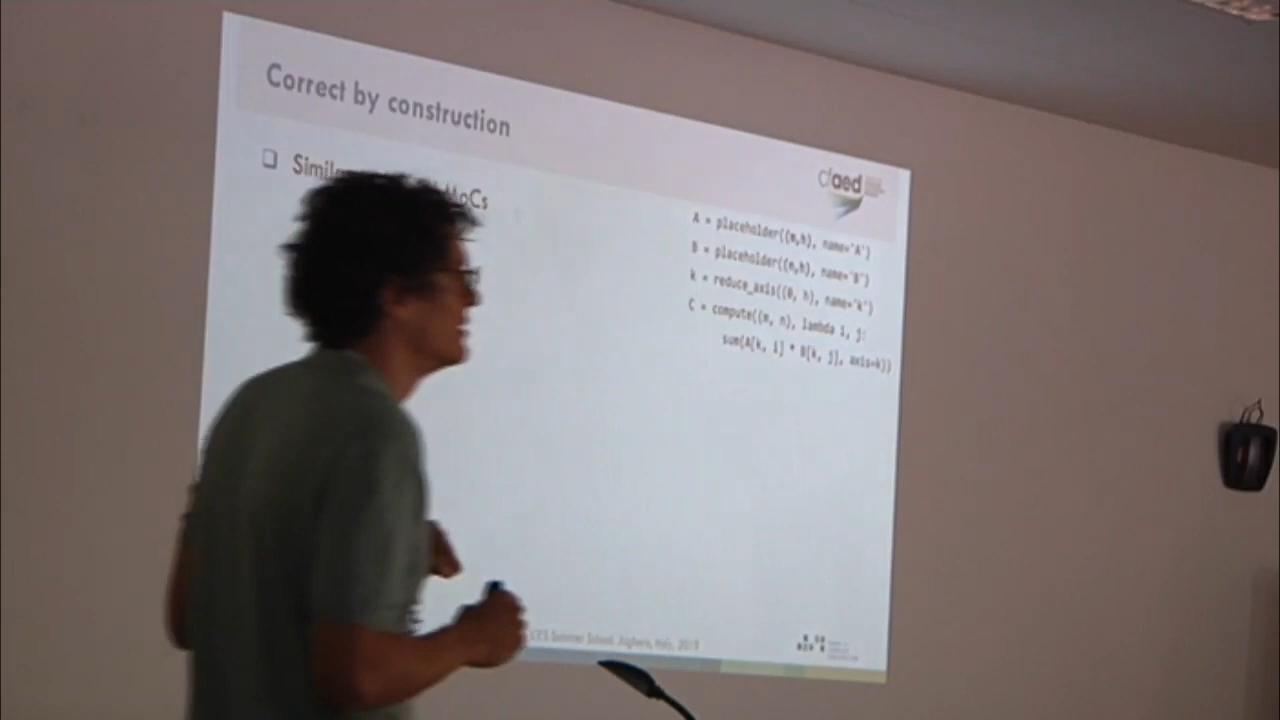 Correct by construction
cfaed
❑ MoCs
A = placeholder((m,h), name='A')
B = placeholder((n,h), name='B')
k = reduce_axis((0, h), name='k')
C = compute((m, n), lambda i, j:
sum(A[k, i] * B[k, j], axis=k))
Summer School, Alghero, Italy, 2019